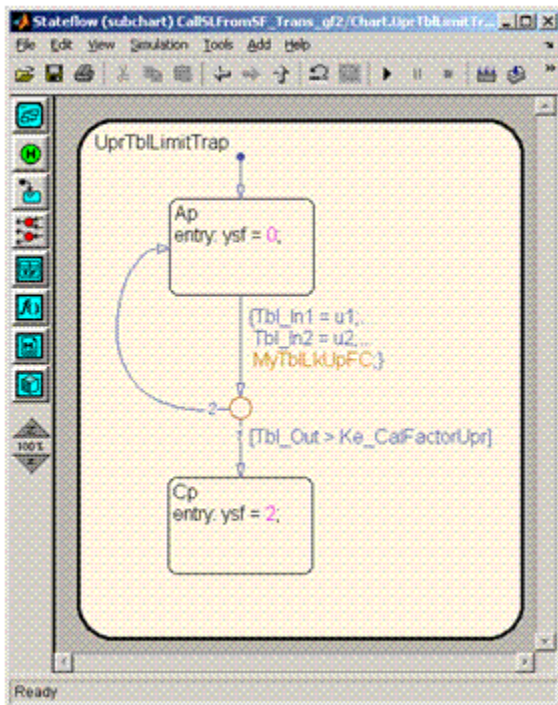 Stateflow (subchart) CallSLFromSF_Trans_gf2/Chart.UprTblLimitTr...
File Edit View Simulation Tools Add Help
UprTblLimitTrap
Ap
entry: ysf = 0;
{Tbl_In1 = u1;..
Tbl_In2 = u2;...
MyTblLkUpFC;}
2
[Tbl_Out > Ke_CalFactorUpr]
Cp
entry: ysf = 2;
100%
Ready